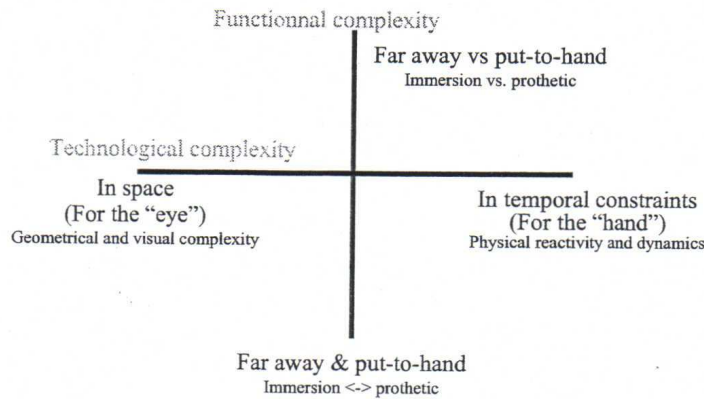 Functionnal complexity
Far away vs put-to-hand
Immersion vs. prothetic
Technological complexity
In space
(For the “eye”)
Geometrical and visual complexity
In temporal constraints
(For the “hand”)
Physical reactivity and dynamics
Far away & put-to-hand
Immersion <-> prothetic